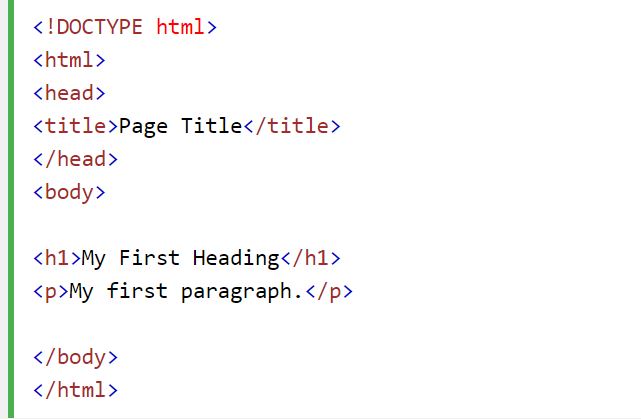 <!DOCTYPE html>
<html>
<head>
<title>Page Title</title>
</head>
<body>
<h1>My First Heading</h1>
<p>My first paragraph.</p>
</body>
</html>